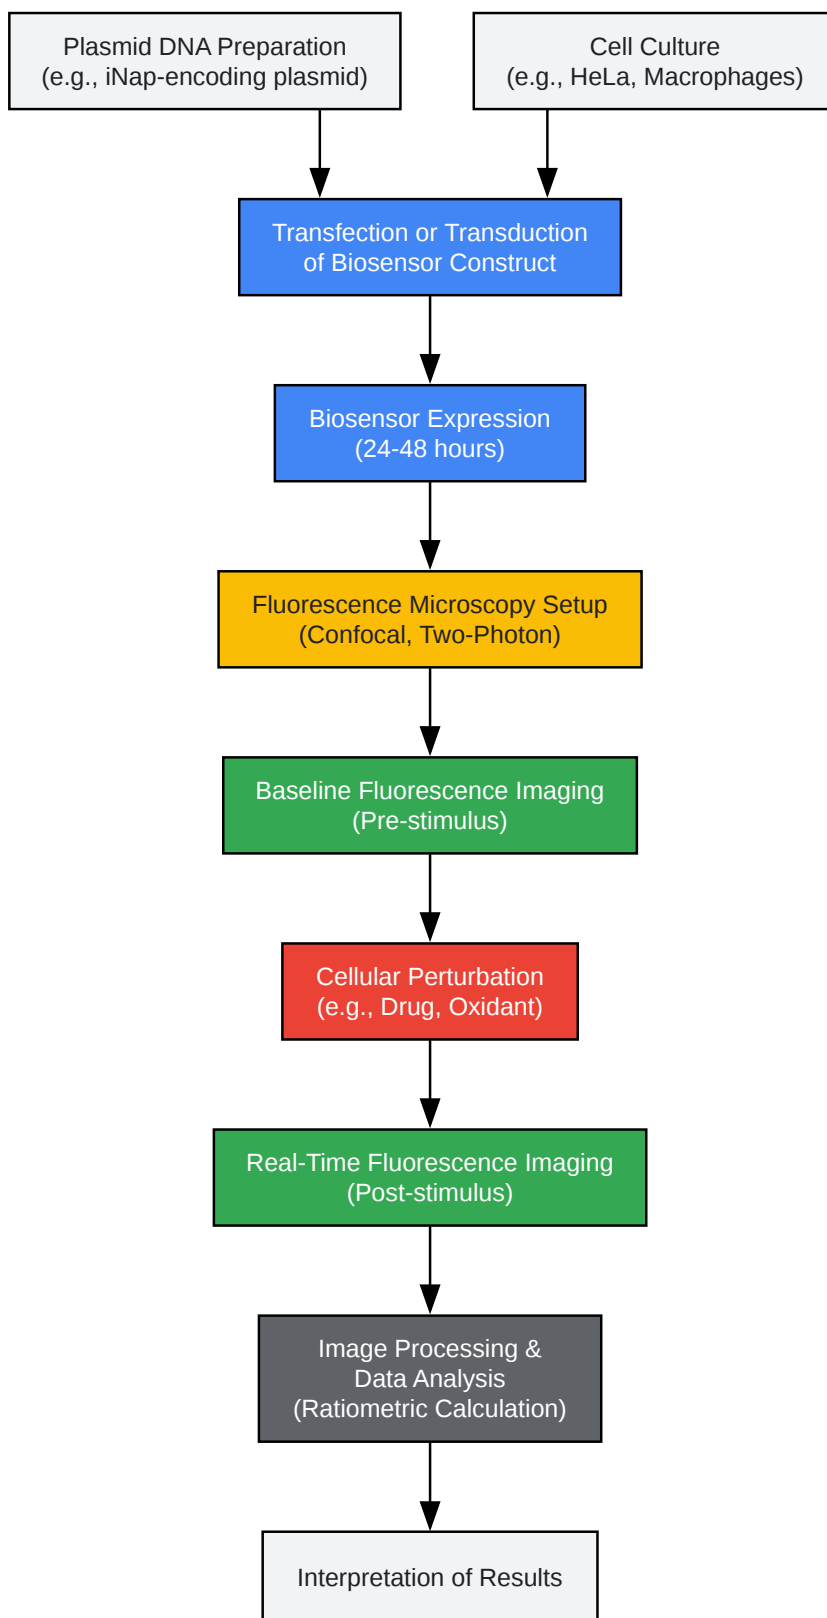 Plasmid DNA Preparation
(e.g., iNap-encoding plasmid)
Cell Culture
(e.g., HeLa, Macrophages)
Transfection or Transduction
of Biosensor Construct
Biosensor Expression
(24-48 hours)
Fluorescence Microscopy Setup
(Confocal, Two-Photon)
Baseline Fluorescence Imaging
(Pre-stimulus)
Cellular Perturbation
(e.g., Drug, Oxidant)
Real-Time Fluorescence Imaging
(Post-stimulus)
Image Processing &
Data Analysis
(Ratiometric Calculation)
Interpretation of Results